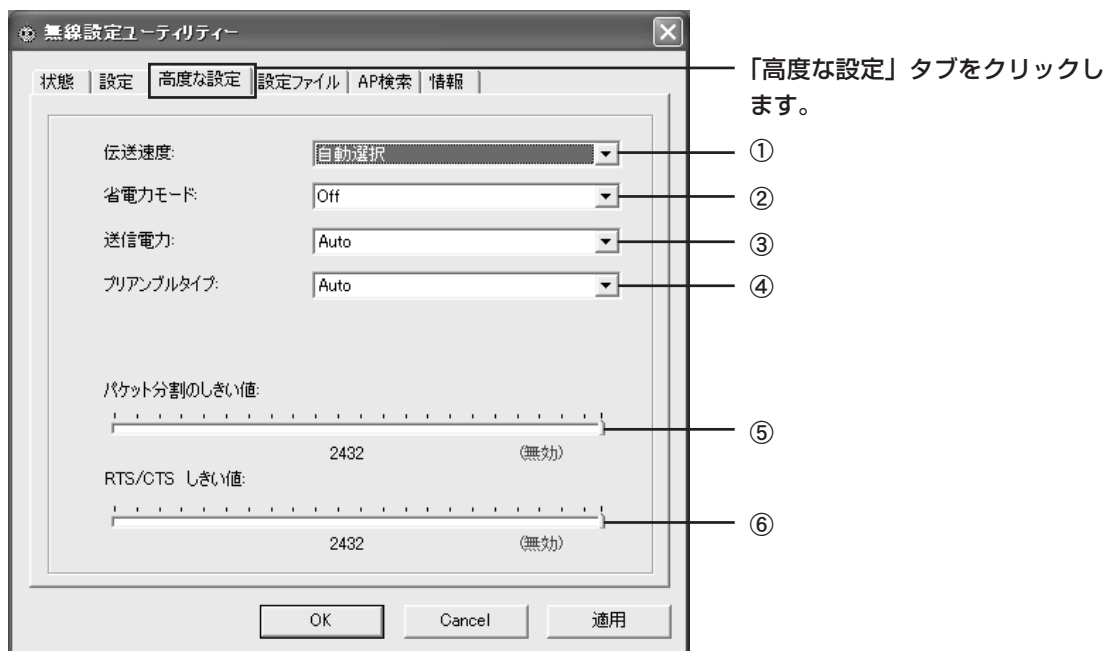 無線設定ユーティリティー
状態 設定 高度な設定 設定ファイル AP検索 情報
「高度な設定」タブをクリックし
ます。
伝送速度: 自動選択 ①
省電力モード: Off ②
送信電力: Auto ③
プリアンブルタイプ: Auto ④
パケット分割のしきい値:
⑤
2432 (無効)
RTS/CTS しきい値:
⑥
2432 (無効)
OK Cancel 適用